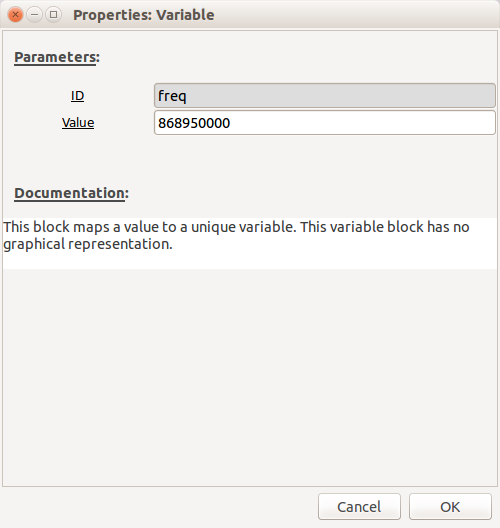 Properties: Variable
Parameters:
ID
freq
Value
868950000
Documentation:
This block maps a value to a unique variable. This variable block has no
graphical representation.
Cancel
OK